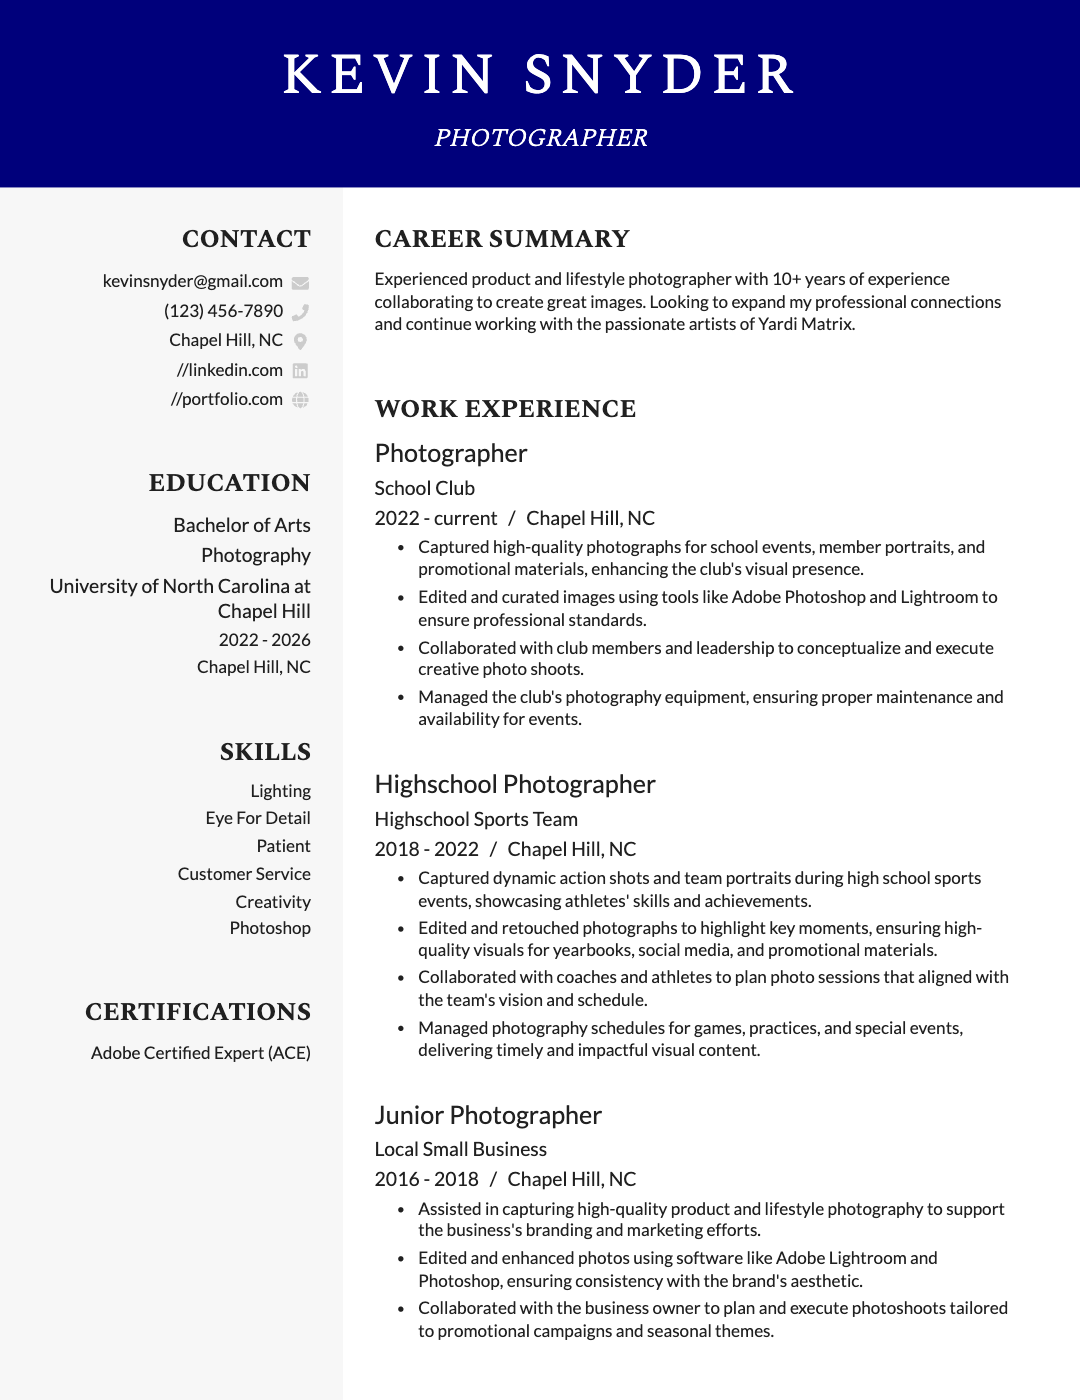 KEVIN SNYDER
PHOTOGRAPHER
CONTACT
kevinsnyder@gmail.com
(123) 456-7890
Chapel Hill, NC
//linkedin.com
//portfolio.com
EDUCATION
Bachelor of Arts
Photography
University of North Carolina at
Chapel Hill
2022 - 2026
Chapel Hill, NC
SKILLS
Lighting
Eye For Detail
Patient
Customer Service
Creativity
Photoshop
CERTIFICATIONS
Adobe Certified Expert (ACE)
CAREER SUMMARY
Experienced product and lifestyle photographer with 10+ years of experience
collaborating to create great images. Looking to expand my professional connections
and continue working with the passionate artists of Yardi Matrix.
WORK EXPERIENCE
Photographer
School Club
2022 - current / Chapel Hill, NC
• Captured high-quality photographs for school events, member portraits, and
promotional materials, enhancing the club's visual presence.
• Edited and curated images using tools like Adobe Photoshop and Lightroom to
ensure professional standards.
• Collaborated with club members and leadership to conceptualize and execute
creative photo shoots.
• Managed the club's photography equipment, ensuring proper maintenance and
availability for events.
Highschool Photographer
Highschool Sports Team
2018 - 2022 / Chapel Hill, NC
• Captured dynamic action shots and team portraits during high school sports
events, showcasing athletes' skills and achievements.
• Edited and retouched photographs to highlight key moments, ensuring high-
quality visuals for yearbooks, social media, and promotional materials.
• Collaborated with coaches and athletes to plan photo sessions that aligned with
the team's vision and schedule.
• Managed photography schedules for games, practices, and special events,
delivering timely and impactful visual content.
Junior Photographer
Local Small Business
2016 - 2018 / Chapel Hill, NC
• Assisted in capturing high-quality product and lifestyle photography to support
the business's branding and marketing efforts.
• Edited and enhanced photos using software like Adobe Lightroom and
Photoshop, ensuring consistency with the brand's aesthetic.
• Collaborated with the business owner to plan and execute photoshoots tailored
to promotional campaigns and seasonal themes.